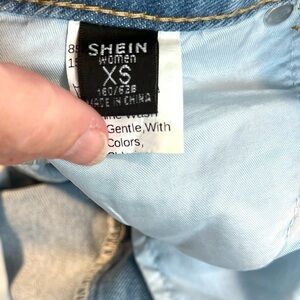 SHEIN
women
XS
160/62B
MADE IN CHINA
Gentle,With
Colors,